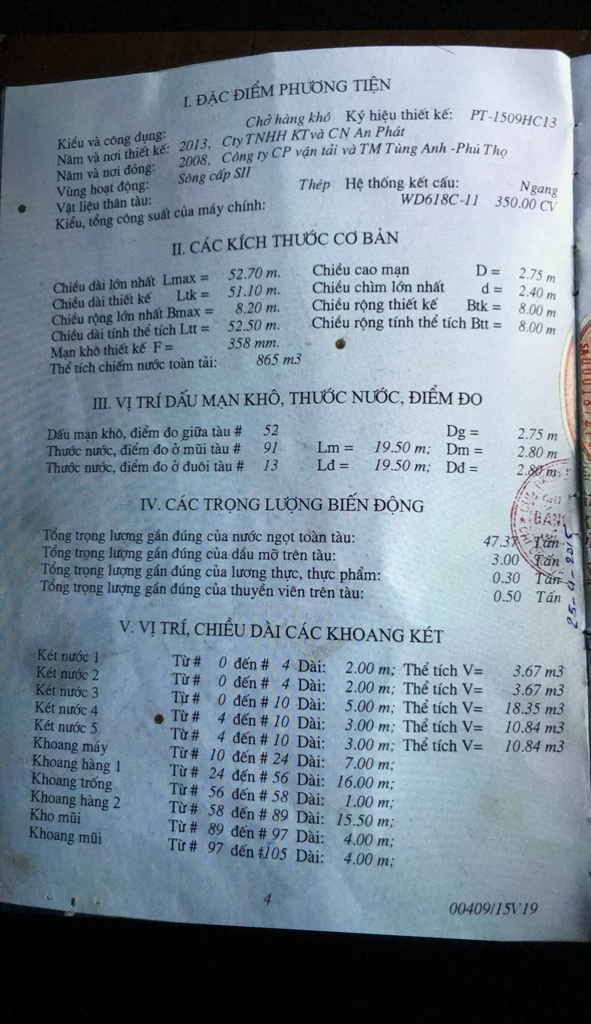 I. ĐẶC ĐIỂM PHƯƠNG TIỆN
Kiểu và công dụng: Chở hàng khô Ký hiệu thiết kế: PT-1509HC13
Năm và nơi thiết kế: 2013, Cty TNHH KT và CN An Phát
Năm và nơi đóng: 2008, Công ty CP vận tải và TM Tùng Anh -Phú Thọ
Vùng hoạt động: Sông cấp SII
Vật liệu thân tàu: Thép Hệ thống kết cấu: Ngang
Kiểu, tổng công suất của máy chính: WD618C-11 350.00 CV
II. CÁC KÍCH THƯỚC CƠ BẢN
Chiều dài lớn nhất Lmax = 52.70 m. Chiều cao mạn D = 2.75 m
Chiều dài thiết kế Ltk = 51.10 m. Chiều chìm lớn nhất d = 2.40 m
Chiều rộng lớn nhất Bmax = 8.20 m. Chiều rộng thiết kế Btk = 8.00 m
Chiều dài tính thể tích Ltt = 52.50 m. Chiều rộng tính thể tích Btt = 8.00 m
Mạn khô thiết kế F = 358 mm.
Thể tích chiếm nước toàn tải: 865 m3
III. VỊ TRÍ DẤU MẠN KHÔ, THƯỚC NƯỚC, ĐIỂM ĐO
Dấu mạn khô, điểm đo giữa tàu # 52 Dg = 2.75 m
Thước nước, điểm đo ở mũi tàu # 91 Lm = 19.50 m; Dm = 2.80 m
Thước nước, điểm đo ở đuôi tàu # 13 Lđ = 19.50 m; Dđ = 2.80 m
IV. CÁC TRỌNG LƯỢNG BIẾN ĐỘNG
Tổng trọng lượng gần đúng của nước ngọt toàn tàu: 47.37 Tấn
Tổng trọng lượng gần đúng của dầu mỡ trên tàu: 3.00 Tấn
Tổng trọng lượng gần đúng của lương thực, thực phẩm: 0.30 Tấn
Tổng trọng lượng gần đúng của thuyền viên trên tàu: 0.50 Tấn
V. VỊ TRÍ, CHIỀU DÀI CÁC KHOANG KÉT
Két nước 1 Từ # 0 đến # 4 Dài: 2.00 m; Thể tích V= 3.67 m3
Két nước 2 Từ # 0 đến # 4 Dài: 2.00 m; Thể tích V= 3.67 m3
Két nước 3 Từ # 0 đến # 10 Dài: 5.00 m; Thể tích V= 18.35 m3
Két nước 4 Từ # 4 đến # 10 Dài: 3.00 m; Thể tích V= 10.84 m3
Két nước 5 Từ # 4 đến # 10 Dài: 3.00 m; Thể tích V= 10.84 m3
Khoang máy Từ # 10 đến # 24 Dài: 7.00 m;
Khoang hàng 1 Từ # 24 đến # 56 Dài: 16.00 m;
Khoang trống Từ # 56 đến # 58 Dài: 1.00 m;
Khoang hàng 2 Từ # 58 đến # 89 Dài: 15.50 m;
Kho mũi Từ # 89 đến # 97 Dài: 4.00 m;
Khoang mũi Từ # 97 đến #105 Dài: 4.00 m;
4
00409/15V19